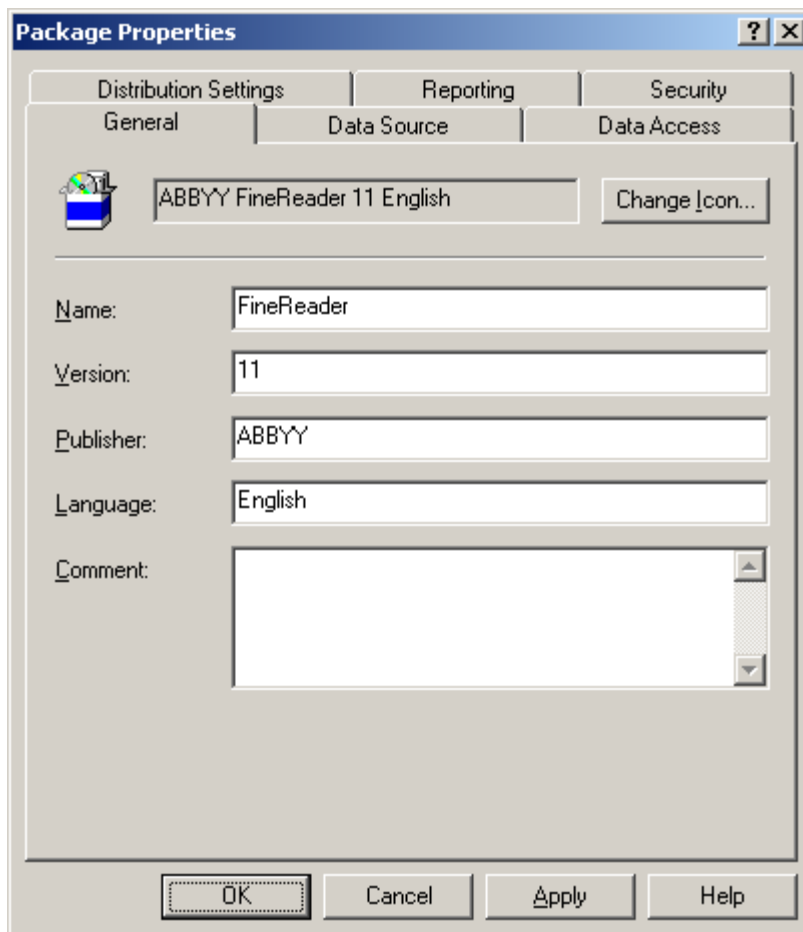 Package Properties
Distribution Settings Reporting Security
General Data Source Data Access
ABBYY FineReader 11 English Change Icon...
Name: FineReader
Version: 11
Publisher: ABBYY
Language: English
Comment:
OK Cancel Apply Help